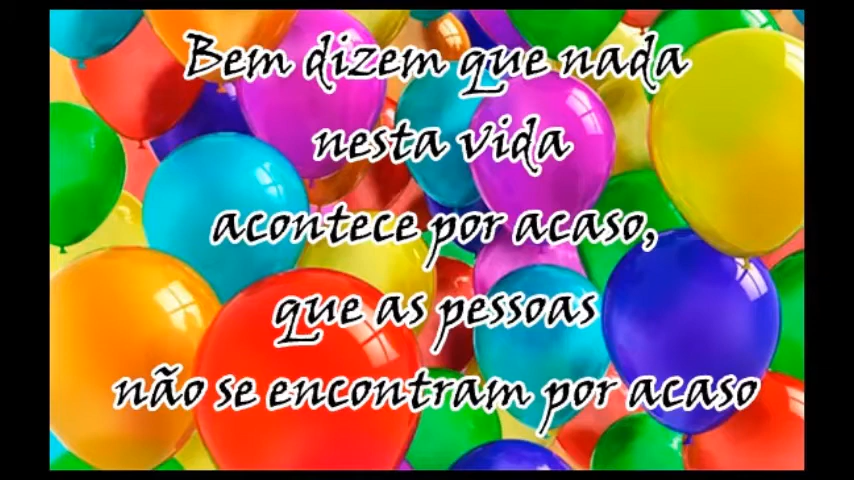 Bem dizem que nada
nesta vida
acontece por acaso,
que as pessoas
não se encontram por acaso